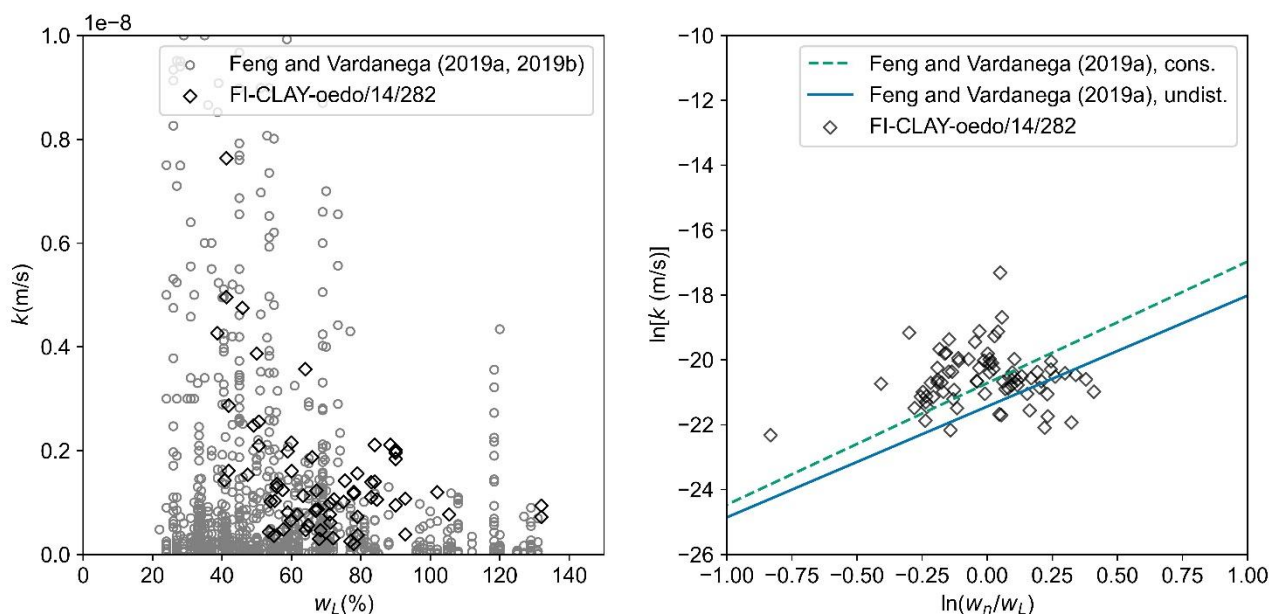 1e−8
1.0
0.8
0.6
0.4
0.2
0.0
k(m/s)
Feng and Vardanega (2019a, 2019b)
FI-CLAY-oedo/14/282
0 20 40 60 80 100 120 140
w_L(%)
−10
−12
−14
−16
−18
−20
−22
−24
−26
ln[k (m/s)]
Feng and Vardanega (2019a), cons.
Feng and Vardanega (2019a), undist.
FI-CLAY-oedo/14/282
−1.00 −0.75 −0.50 −0.25 0.00 0.25 0.50 0.75 1.00
ln(w_n/w_L)